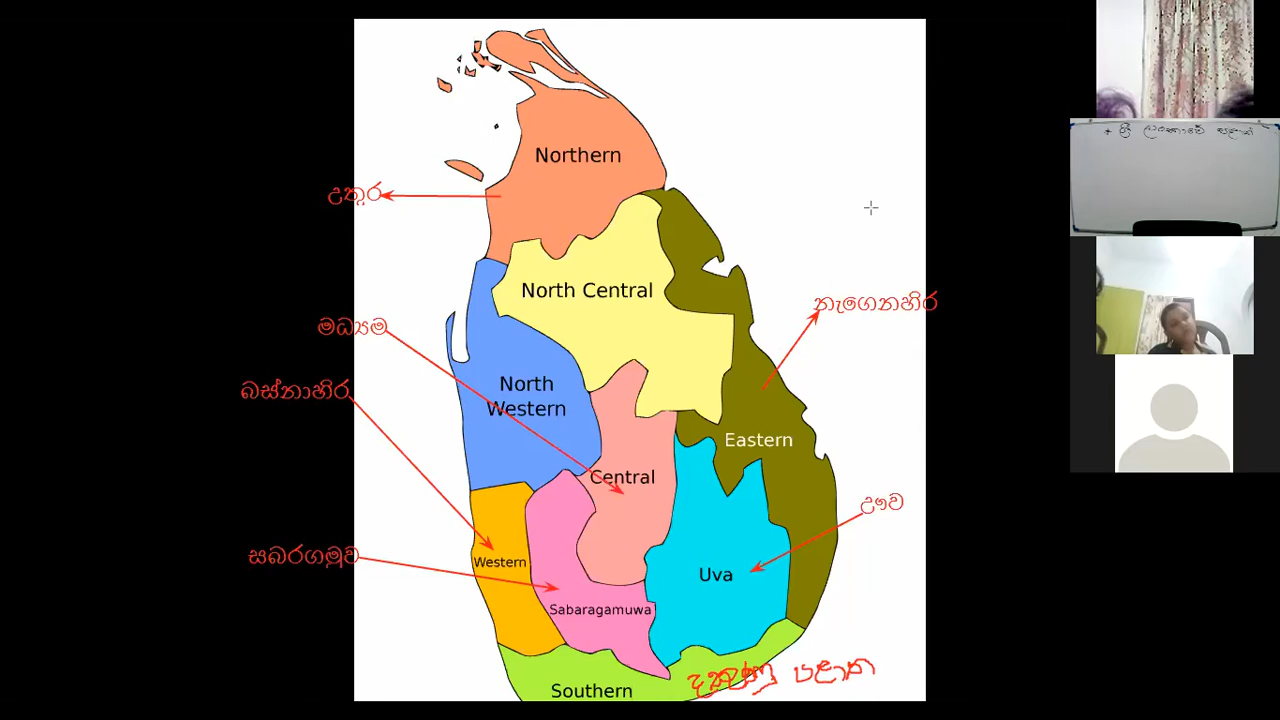 Northern
උතුර
North Central
නැගෙනහිර
මධ්‍යම
බස්නාහිර
North
Western
Eastern
Central
ඌව
සබරගමුව
Western
Uva
Sabaragamuwa
දකුණු පළාත
Southern
+ ශ්‍රී ලංකාවේ පළාත්